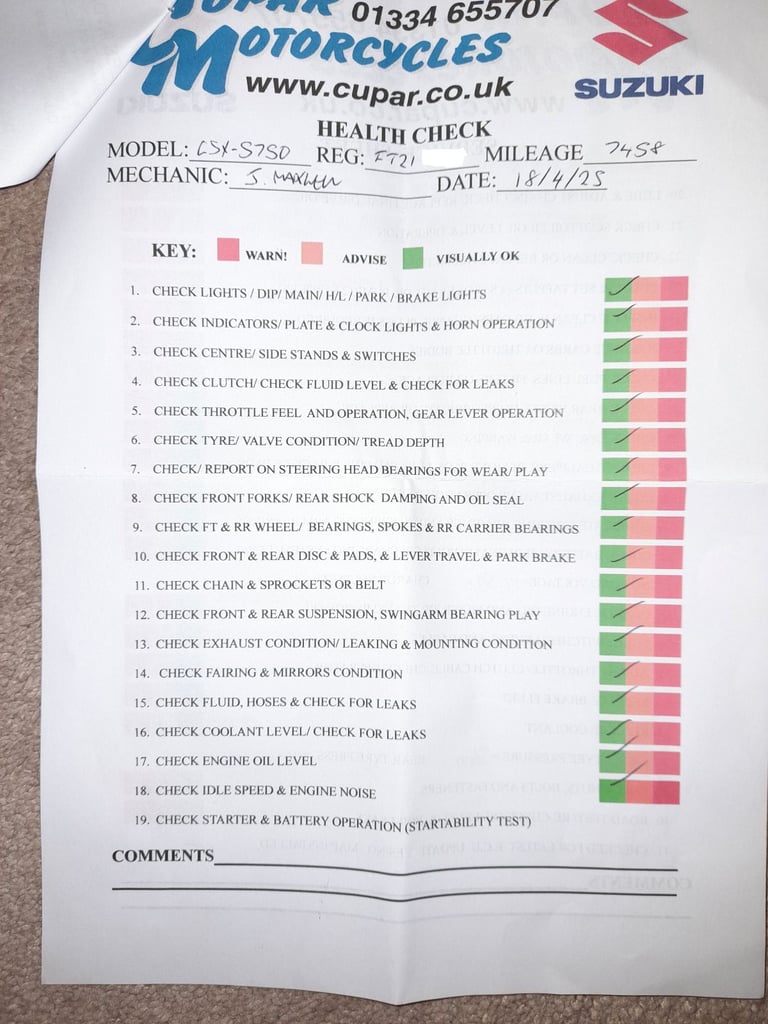 CUPAR 01334 655707
MOTORCYCLES
www.cupar.co.uk
SUZUKI
HEALTH CHECK
MODEL: GSX-S750 REG: FT21 MILEAGE 7458
MECHANIC: J. MAXWELL DATE: 18/4/25
KEY: WARN! ADVISE VISUALLY OK
1. CHECK LIGHTS / DIP/ MAIN/ H/L / PARK / BRAKE LIGHTS
2. CHECK INDICATORS/ PLATE & CLOCK LIGHTS & HORN OPERATION
3. CHECK CENTRE/ SIDE STANDS & SWITCHES
4. CHECK CLUTCH/ CHECK FLUID LEVEL & CHECK FOR LEAKS
5. CHECK THROTTLE FEEL AND OPERATION, GEAR LEVER OPERATION
6. CHECK TYRE/ VALVE CONDITION/ TREAD DEPTH
7. CHECK/ REPORT ON STEERING HEAD BEARINGS FOR WEAR/ PLAY
8. CHECK FRONT FORKS/ REAR SHOCK DAMPING AND OIL SEAL
9. CHECK FT & RR WHEEL/ BEARINGS, SPOKES & RR CARRIER BEARINGS
10. CHECK FRONT & REAR DISC & PADS, & LEVER TRAVEL & PARK BRAKE
11. CHECK CHAIN & SPROCKETS OR BELT
12. CHECK FRONT & REAR SUSPENSION, SWINGARM BEARING PLAY
13. CHECK EXHAUST CONDITION/ LEAKING & MOUNTING CONDITION
14. CHECK FAIRING & MIRRORS CONDITION
15. CHECK FLUID, HOSES & CHECK FOR LEAKS
16. CHECK COOLANT LEVEL/ CHECK FOR LEAKS
17. CHECK ENGINE OIL LEVEL
18. CHECK IDLE SPEED & ENGINE NOISE
19. CHECK STARTER & BATTERY OPERATION (STARTABILITY TEST)
COMMENTS